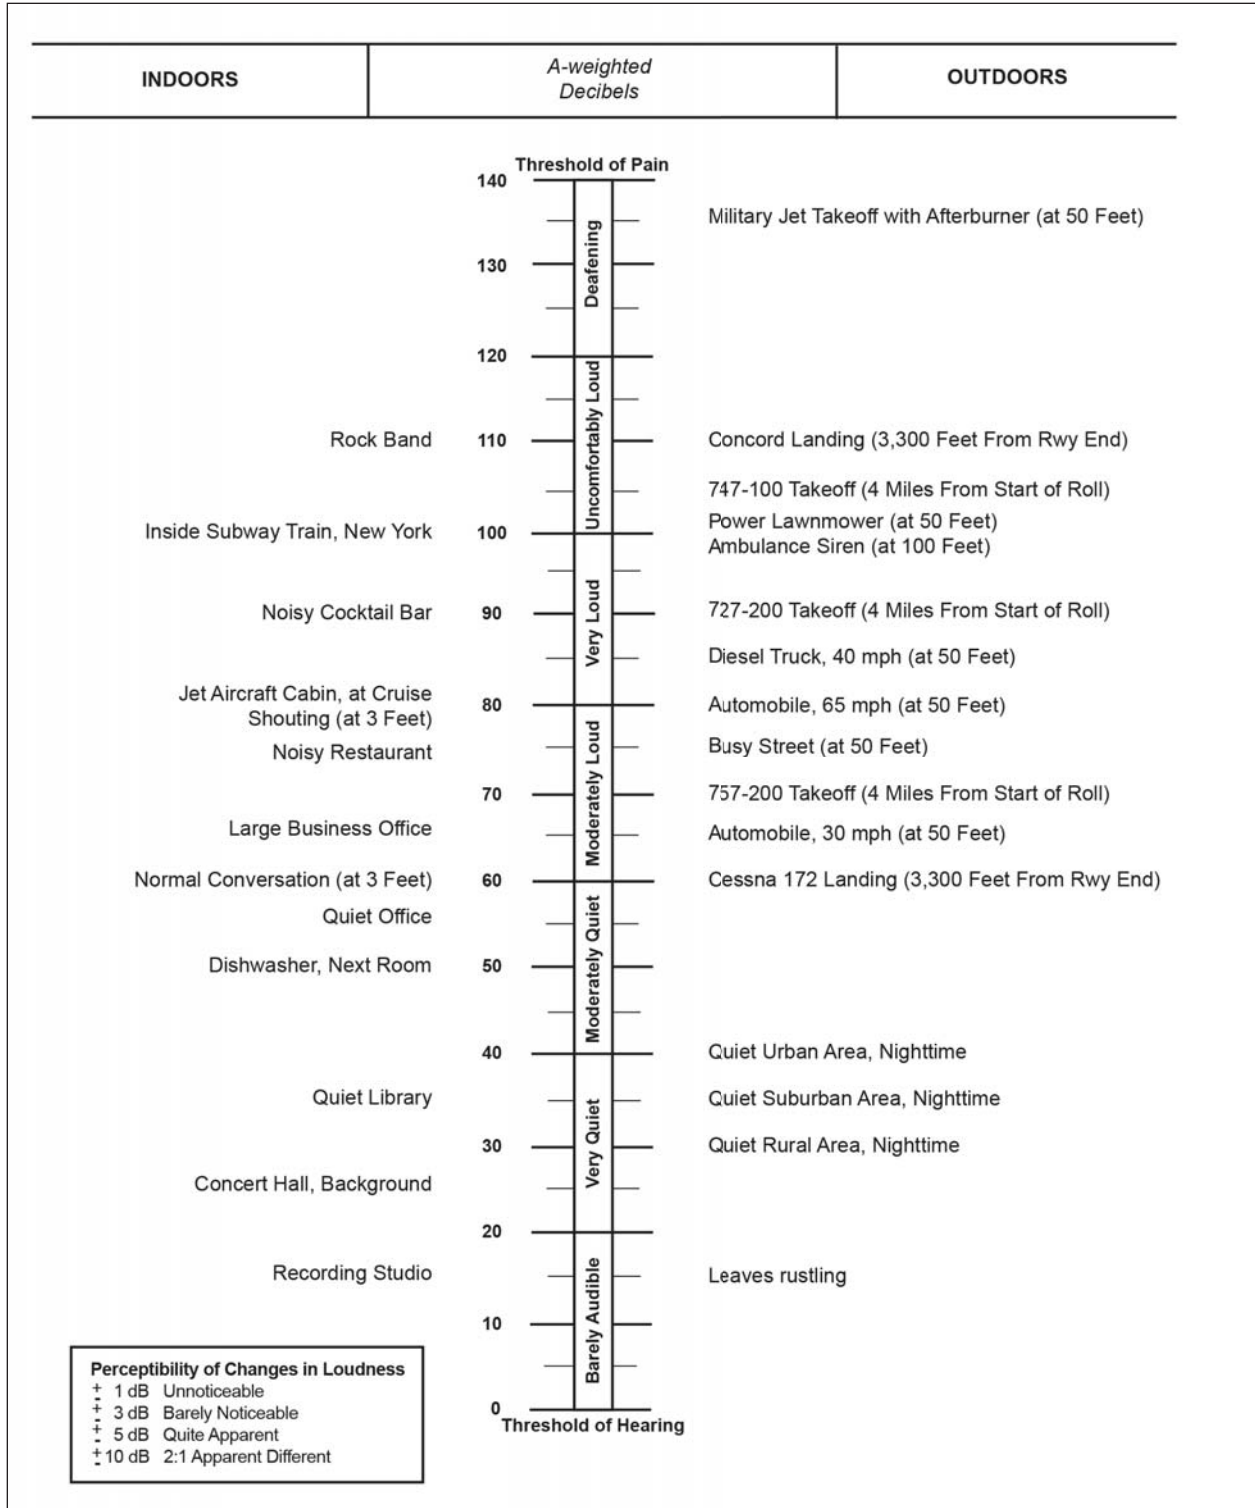 INDOORS
A-weighted
Decibels
OUTDOORS
Threshold of Pain
140
Military Jet Takeoff with Afterburner (at 50 Feet)
Deafening
130
120
Uncomfortably Loud
Rock Band
110
Concord Landing (3,300 Feet From Rwy End)
747-100 Takeoff (4 Miles From Start of Roll)
Inside Subway Train, New York
100
Power Lawnmower (at 50 Feet)
Ambulance Siren (at 100 Feet)
Very Loud
Noisy Cocktail Bar
90
727-200 Takeoff (4 Miles From Start of Roll)
Diesel Truck, 40 mph (at 50 Feet)
Jet Aircraft Cabin, at Cruise
Shouting (at 3 Feet)
80
Automobile, 65 mph (at 50 Feet)
Moderately Loud
Noisy Restaurant
Busy Street (at 50 Feet)
70
757-200 Takeoff (4 Miles From Start of Roll)
Large Business Office
Automobile, 30 mph (at 50 Feet)
Normal Conversation (at 3 Feet)
60
Cessna 172 Landing (3,300 Feet From Rwy End)
Moderately Quiet
Quiet Office
Dishwasher, Next Room
50
40
Quiet Urban Area, Nighttime
Very Quiet
Quiet Library
Quiet Suburban Area, Nighttime
30
Quiet Rural Area, Nighttime
Concert Hall, Background
20
Barely Audible
Recording Studio
Leaves rustling
10
0
Threshold of Hearing
Perceptibility of Changes in Loudness
± 1 dB Unnoticeable
± 3 dB Barely Noticeable
± 5 dB Quite Apparent
± 10 dB 2:1 Apparent Different